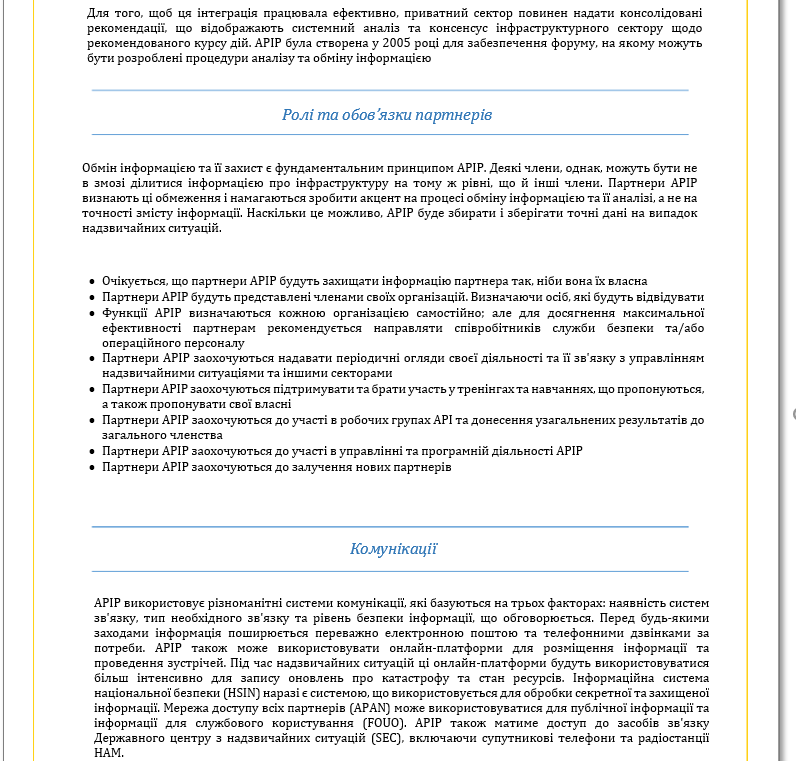 Для того, щоб ця інтеграція працювала ефективно, приватний сектор повинен надати консолідовані
рекомендації, що відображають системний аналіз та консенсус інфраструктурного сектору щодо
рекомендованого курсу дій. APIP була створена у 2005 році для забезпечення форуму, на якому можуть
бути розроблені процедури аналізу та обміну інформацією
Ролі та обов’язки партнерів
Обмін інформацією та її захист є фундаментальним принципом APIP. Деякі члени, однак, можуть бути не
в змозі ділитися інформацією про інфраструктуру на тому ж рівні, що й інші члени. Партнери APIP
визнають ці обмеження і намагаються зробити акцент на процесі обміну інформацією та її аналізі, а не на
точності змісту інформації. Наскільки це можливо, APIP буде збирати і зберігати точні дані на випадок
надзвичайних ситуацій.
• Очікується, що партнери APIP будуть захищати інформацію партнера так, ніби вона їх власна
• Партнери APIP будуть представлені членами своїх організацій. Визначаючи осіб, які будуть відвідувати
• Функції APIP визначаються кожною організацією самостійно; але для досягнення максимальної
ефективності партнерам рекомендується направляти співробітників служби безпеки та/або
операційного персоналу
• Партнери APIP заохочуються надавати періодичні огляди своєї діяльності та її зв'язку з управлінням
надзвичайними ситуаціями та іншими секторами
• Партнери APIP заохочуються підтримувати та брати участь у тренінгах та навчаннях, що пропонуються,
а також пропонувати свої власні
• Партнери APIP заохочуються до участі в робочих групах API та донесення узагальнених результатів до
загального членства
• Партнери APIP заохочуються до участі в управлінні та програмній діяльності APIP
• Партнери APIP заохочуються до залучення нових партнерів
Комунікації
APIP використовує різноманітні системи комунікації, які базуються на трьох факторах: наявність систем
зв'язку, тип необхідного зв'язку та рівень безпеки інформації, що обговорюється. Перед будь-якими
заходами інформація поширюється переважно електронною поштою та телефонними дзвінками за
потреби. APIP також може використовувати онлайн-платформи для розміщення інформації та
проведення зустрічей. Під час надзвичайних ситуацій ці онлайн-платформи будуть використовуватися
більш інтенсивно для запису оновлень про катастрофу та стан ресурсів. Інформаційна система
національної безпеки (HSIN) наразі є системою, що використовується для обробки секретної та захищеної
інформації. Мережа доступу всіх партнерів (APAN) може використовуватися для публічної інформації та
інформації для службового користування (FOUO). APIP також матиме доступ до засобів зв'язку
Державного центру з надзвичайних ситуацій (SEC), включаючи супутникові телефони та радіостанції
HAM.